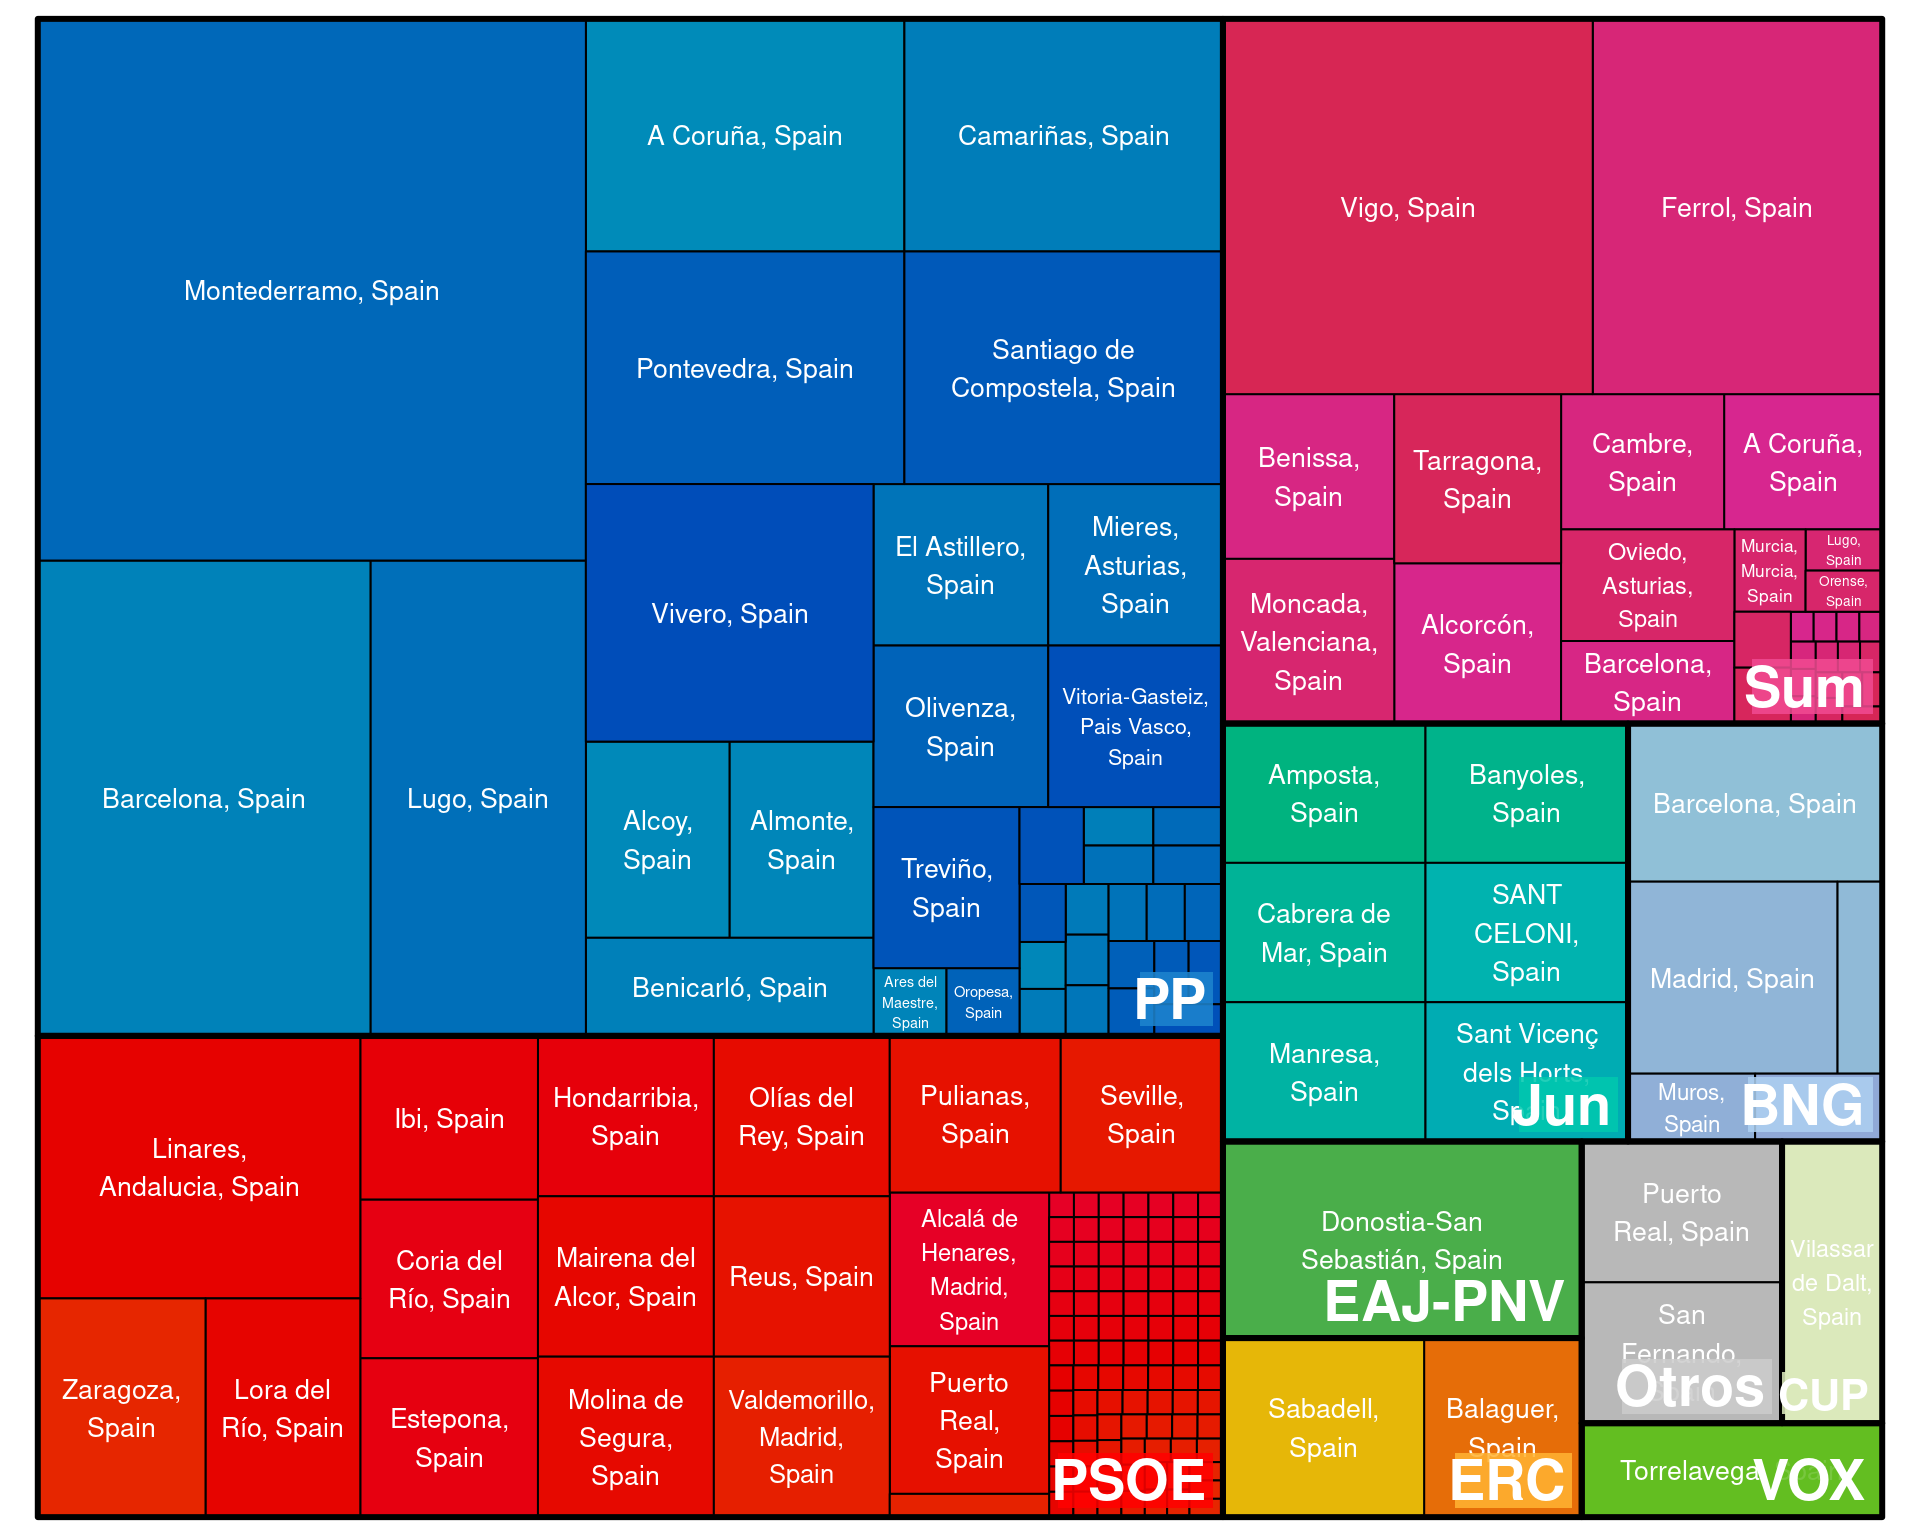 Montederramo, Spain
A Coruña, Spain
Camariñas, Spain
Pontevedra, Spain
Santiago de
Compostela, Spain
Barcelona, Spain
Lugo, Spain
Vivero, Spain
El Astillero,
Spain
Mieres,
Asturias,
Spain
Olivenza,
Spain
Vitoria-Gasteiz,
Pais Vasco,
Spain
Alcoy,
Spain
Almonte,
Spain
Benicarló, Spain
Treviño,
Spain
Ares del
Maestre,
Spain
Oropesa,
Spain
PP
Vigo, Spain
Ferrol, Spain
Benissa,
Spain
Tarragona,
Spain
Cambre,
Spain
A Coruña,
Spain
Moncada,
Valenciana,
Spain
Alcorcón,
Spain
Oviedo,
Asturias,
Spain
Barcelona,
Spain
Murcia,
Murcia,
Spain
Lugo,
Spain
Orense,
Spain
Sum
Amposta,
Spain
Banyoles,
Spain
Cabrera de
Mar, Spain
SANT
CELONI,
Spain
Manresa,
Spain
Sant Vicenç
dels Horts,
Spain
Jun
Barcelona, Spain
Madrid, Spain
Muros,
Spain
BNG
Linares,
Andalucia, Spain
Zaragoza,
Spain
Lora del
Río, Spain
Ibi, Spain
Coria del
Río, Spain
Estepona,
Spain
Hondarribia,
Spain
Olías del
Rey, Spain
Mairena del
Alcor, Spain
Reus, Spain
Molina de
Segura,
Spain
Valdemorillo,
Madrid,
Spain
Pulianas,
Spain
Seville,
Spain
Alcalá de
Henares,
Madrid,
Spain
Puerto
Real,
Spain
PSOE
Donostia-San
Sebastián, Spain
EAJ-PNV
Sabadell,
Spain
Balaguer,
Spain
ERC
Puerto
Real, Spain
San
Fernando,
Otros
Vilassar
de Dalt,
Spain
CUP
Torrelavega
VOX